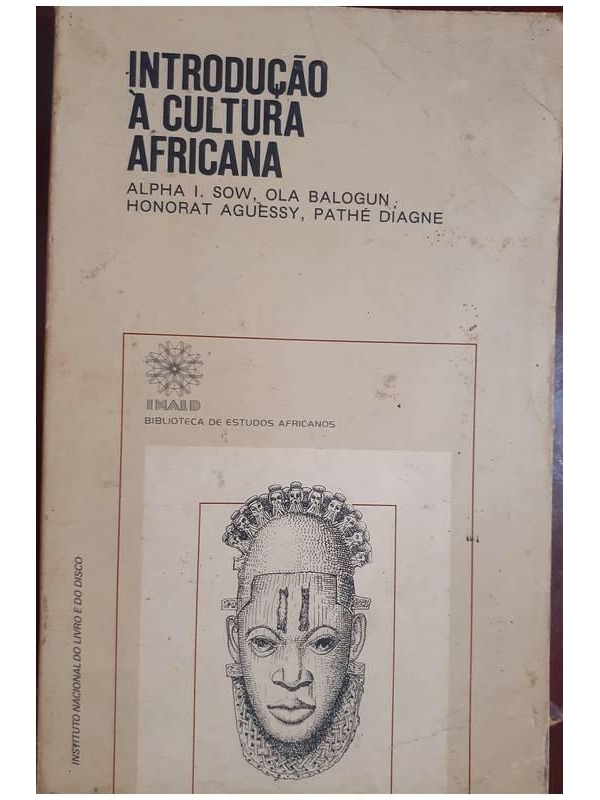 INTRODUÇÃO
À CULTURA
AFRICANA
ALPHA I. SOW, OLA BALOGUN,
HONORAT AGUESSY, PATHÉ DIAGNE
INALD
BIBLIOTECA DE ESTUDOS AFRICANOS
INSTITUTO NACIONAL DO LIVRO E DO DISCO